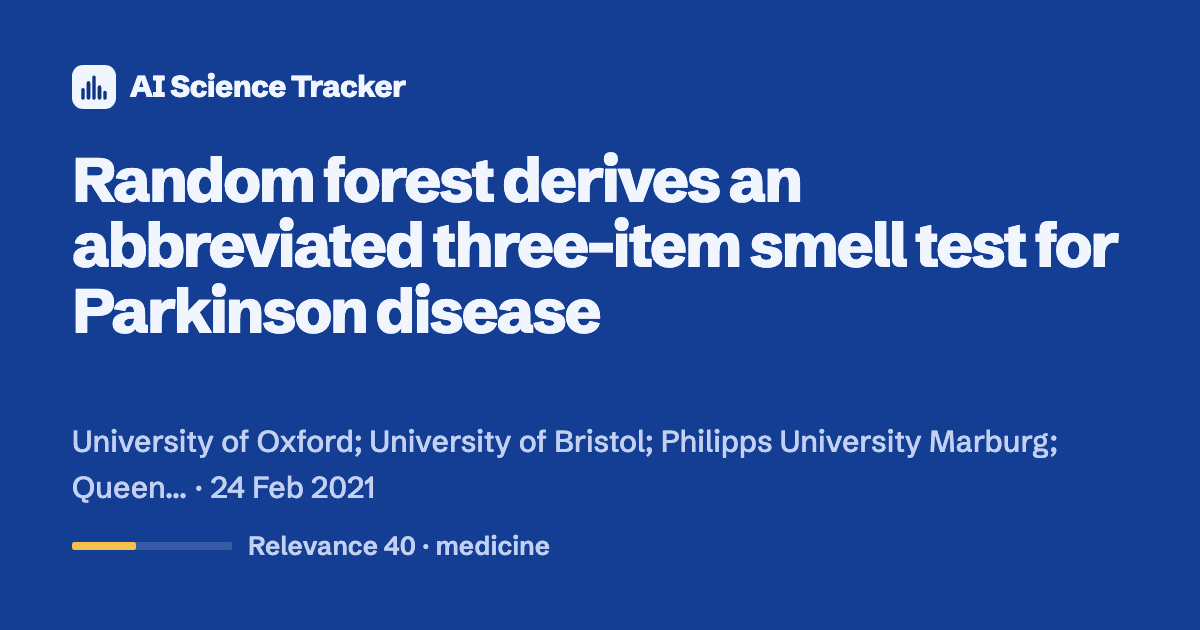 AI Science Tracker
Random forest derives an
abbreviated three-item smell test for
Parkinson disease
University of Oxford; University of Bristol; Philipps University Marburg;
Queen... · 24 Feb 2021
Relevance 40 · medicine